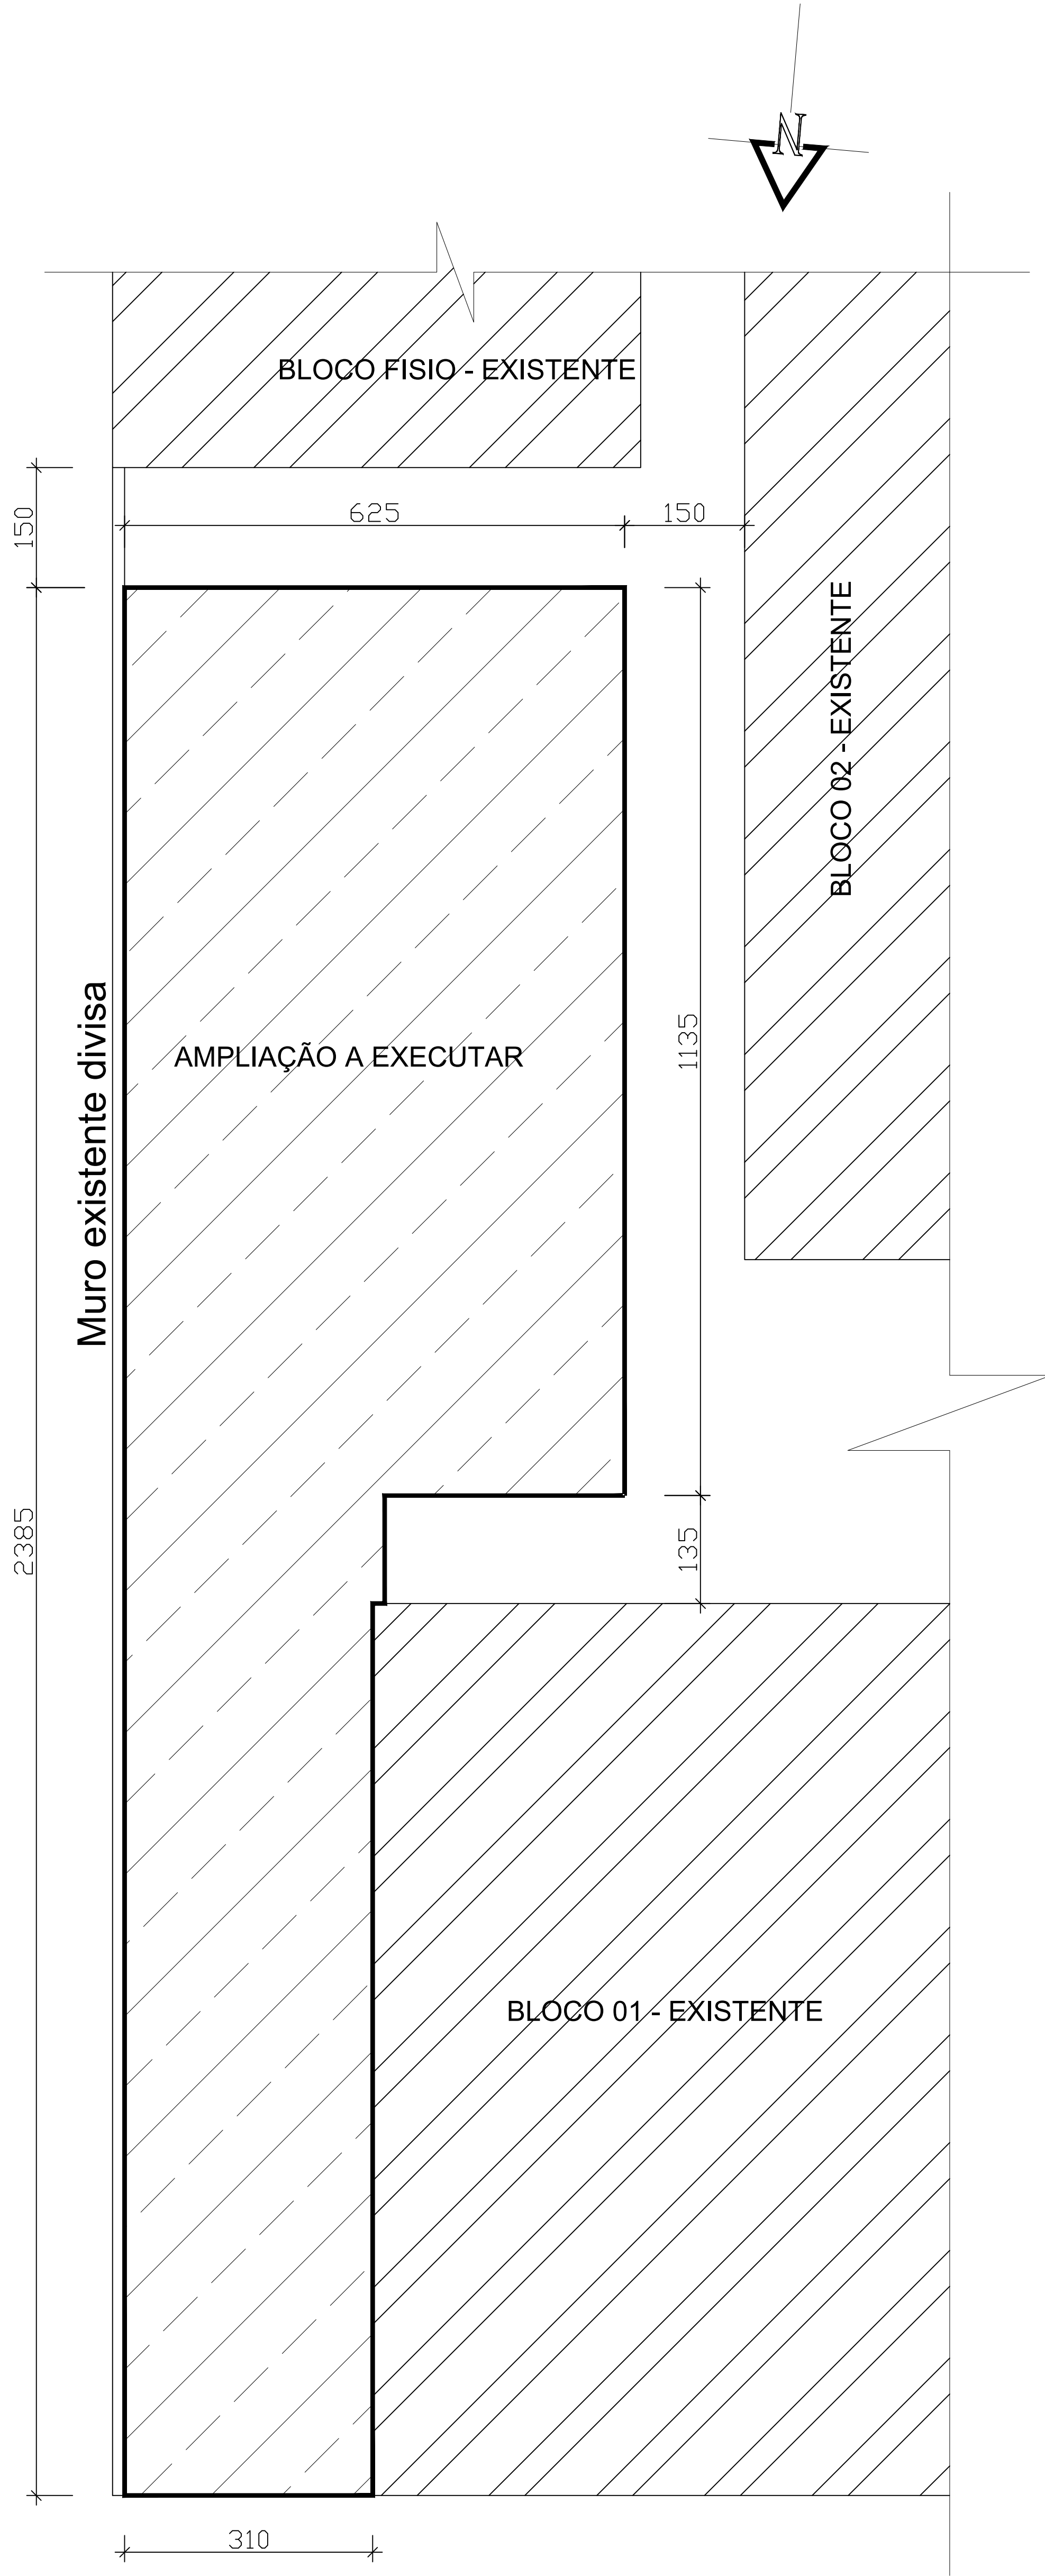 N
BLOCO FISIO - EXISTENTE
150
625
150
BLOCO 02 - EXISTENTE
Muro existente divisa
AMPLIAÇÃO A EXECUTAR
1135
2385
135
BLOCO 01 - EXISTENTE
310